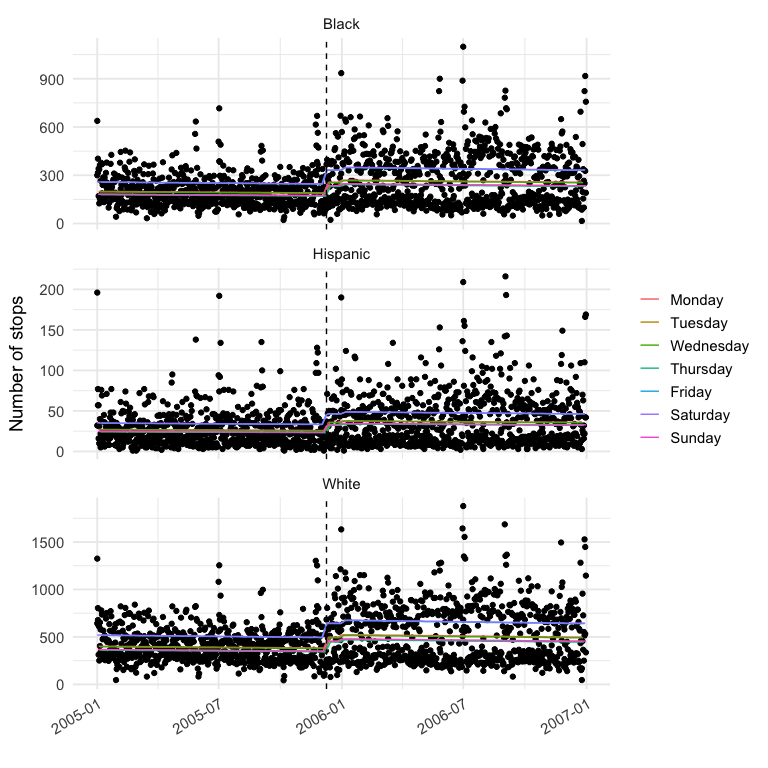 Black
900
600
300
0
Hispanic
200
150
100
50
0
Number of stops
White
1500
1000
500
0
2005-01
2005-07
2006-01
2006-07
2007-01
Monday
Tuesday
Wednesday
Thursday
Friday
Saturday
Sunday